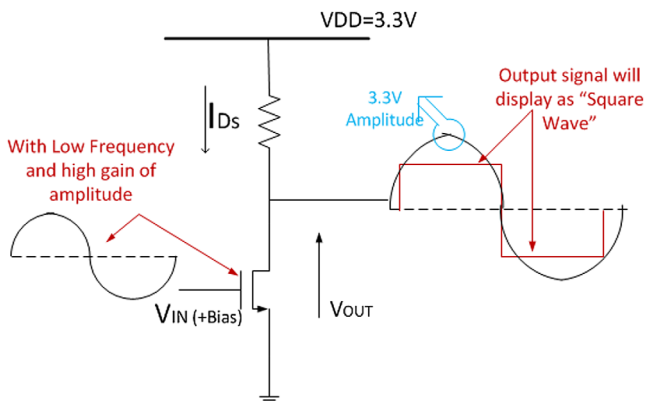 VDD=3.3V
Output signal will
display as “Square
Wave”
3.3V
Amplitude
IDs
With Low Frequency
and high gain of
amplitude
VIN (+Bias)
VOUT